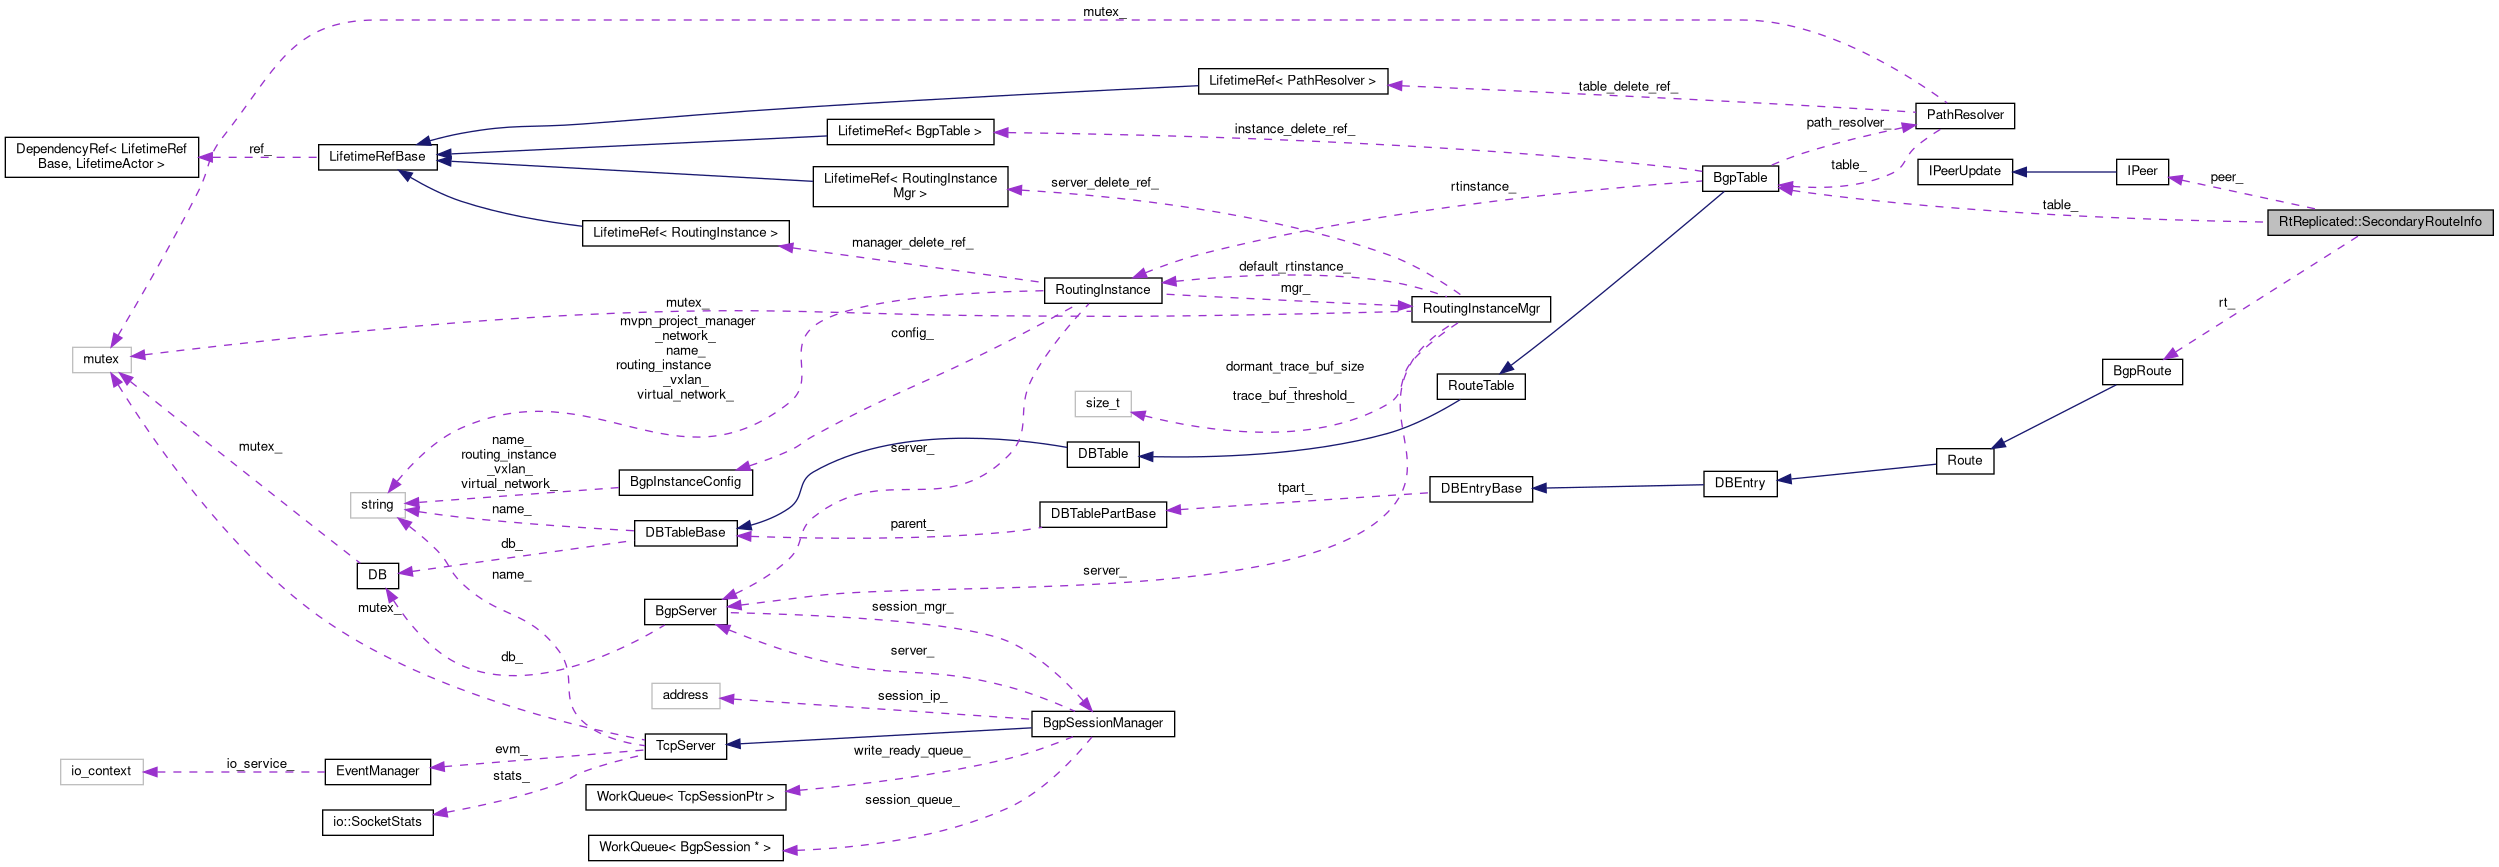 mutex_
LifetimeRef< PathResolver >
table_delete_ref_
PathResolver
LifetimeRef< BgpTable >
instance_delete_ref_
path_resolver_
DependencyRef< LifetimeRef
Base, LifetimeActor >
ref_
LifetimeRefBase
LifetimeRef< RoutingInstance
Mgr >
server_delete_ref_
rtinstance_
BgpTable
table_
IPeerUpdate
IPeer
peer_
table_
RtReplicated::SecondaryRouteInfo
LifetimeRef< RoutingInstance >
manager_delete_ref_
RoutingInstance
default_rtinstance_
mgr_
RoutingInstanceMgr
rt_
mutex_
mvpn_project_manager
_network_
name_
routing_instance
_vxlan_
virtual_network_
config_
mutex
dormant_trace_buf_size
_
trace_buf_threshold_
size_t
RouteTable
BgpRoute
mutex_
name_
routing_instance
_vxlan_
virtual_network_
BgpInstanceConfig
server_
DBTable
Route
string
name_
DBTableBase
parent_
DBTablePartBase
tpart_
DBEntryBase
DBEntry
db_
DB
name_
mutex_
BgpServer
session_mgr_
server_
db_
server_
address
session_ip_
BgpSessionManager
io_context
io_service_
EventManager
evm_
TcpServer
write_ready_queue_
stats_
io::SocketStats
WorkQueue< TcpSessionPtr >
session_queue_
WorkQueue< BgpSession * >